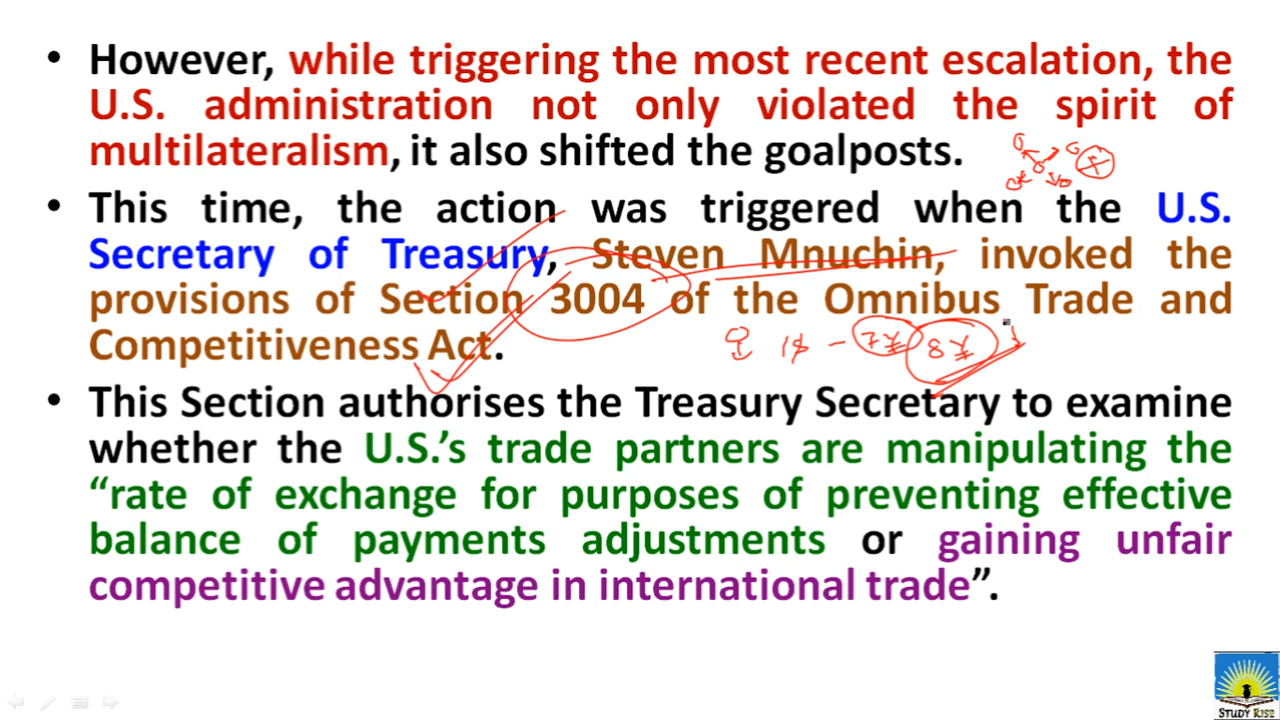 • However, while triggering the most recent escalation, the
U.S. administration not only violated the spirit of
multilateralism, it also shifted the goalposts.
• This time, the action was triggered when the U.S.
Secretary of Treasury, Steven Mnuchin, invoked the
provisions of Section 3004 of the Omnibus Trade and
Competitiveness Act.
1$ - 7¥ 8¥
• This Section authorises the Treasury Secretary to examine
whether the U.S.’s trade partners are manipulating the
“rate of exchange for purposes of preventing effective
balance of payments adjustments or gaining unfair
competitive advantage in international trade”.
STUDY RISE